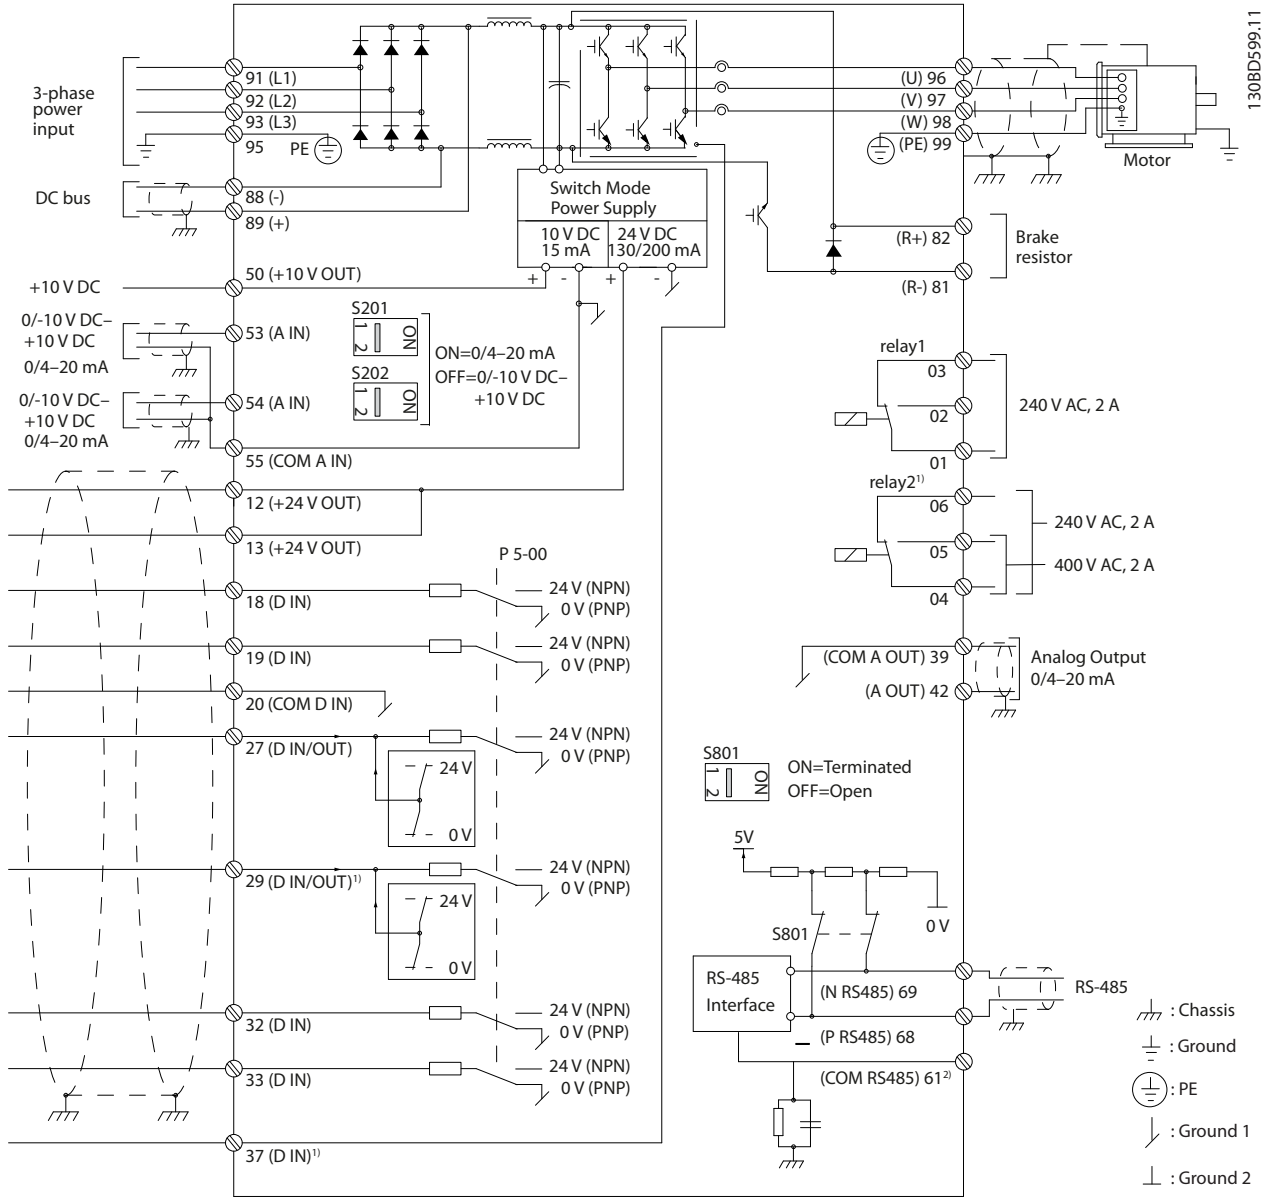 130BD599.11
3-phase
power
input
91 (L1)
92 (L2)
93 (L3)
95
PE
DC bus
88 (-)
89 (+)
Switch Mode
Power Supply
10 V DC
15 mA
24 V DC
130/200 mA
+ - + -
(U) 96
(V) 97
(W) 98
(PE) 99
Motor
(R+) 82
(R-) 81
Brake
resistor
+10 V DC
50 (+10 V OUT)
0/-10 V DC–
+10 V DC
0/4–20 mA
53 (A IN)
0/-10 V DC–
+10 V DC
0/4–20 mA
54 (A IN)
55 (COM A IN)
S201
1 2 ON
S202
1 2 ON
ON=0/4–20 mA
OFF=0/-10 V DC–
+10 V DC
relay1
03
02
01
240 V AC, 2 A
relay2¹⁾
06
05
04
240 V AC, 2 A
400 V AC, 2 A
12 (+24 V OUT)
13 (+24 V OUT)
P 5-00
18 (D IN)
24 V (NPN)
0 V (PNP)
19 (D IN)
24 V (NPN)
0 V (PNP)
20 (COM D IN)
27 (D IN/OUT)
24 V (NPN)
0 V (PNP)
24 V
0 V
29 (D IN/OUT)¹⁾
24 V (NPN)
0 V (PNP)
24 V
0 V
32 (D IN)
24 V (NPN)
0 V (PNP)
33 (D IN)
24 V (NPN)
0 V (PNP)
37 (D IN)¹⁾
(COM A OUT) 39
(A OUT) 42
Analog Output
0/4–20 mA
S801
1 2 ON
ON=Terminated
OFF=Open
5V
0 V
S801
RS-485
Interface
(N RS485) 69
(P RS485) 68
(COM RS485) 61²⁾
RS-485
: Chassis
: Ground
: PE
: Ground 1
: Ground 2